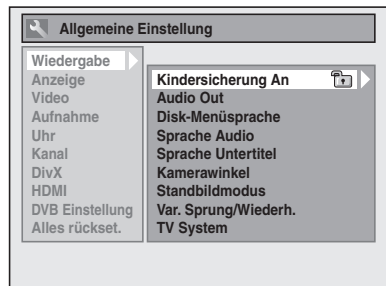 Allgemeine Einstellung
Wiedergabe
Anzeige
Video
Aufnahme
Uhr
Kanal
DivX
HDMI
DVB Einstellung
Alles rückset.
Kindersicherung An
Audio Out
Disk-Menüsprache
Sprache Audio
Sprache Untertitel
Kamerawinkel
Standbildmodus
Var. Sprung/Wiederh.
TV System